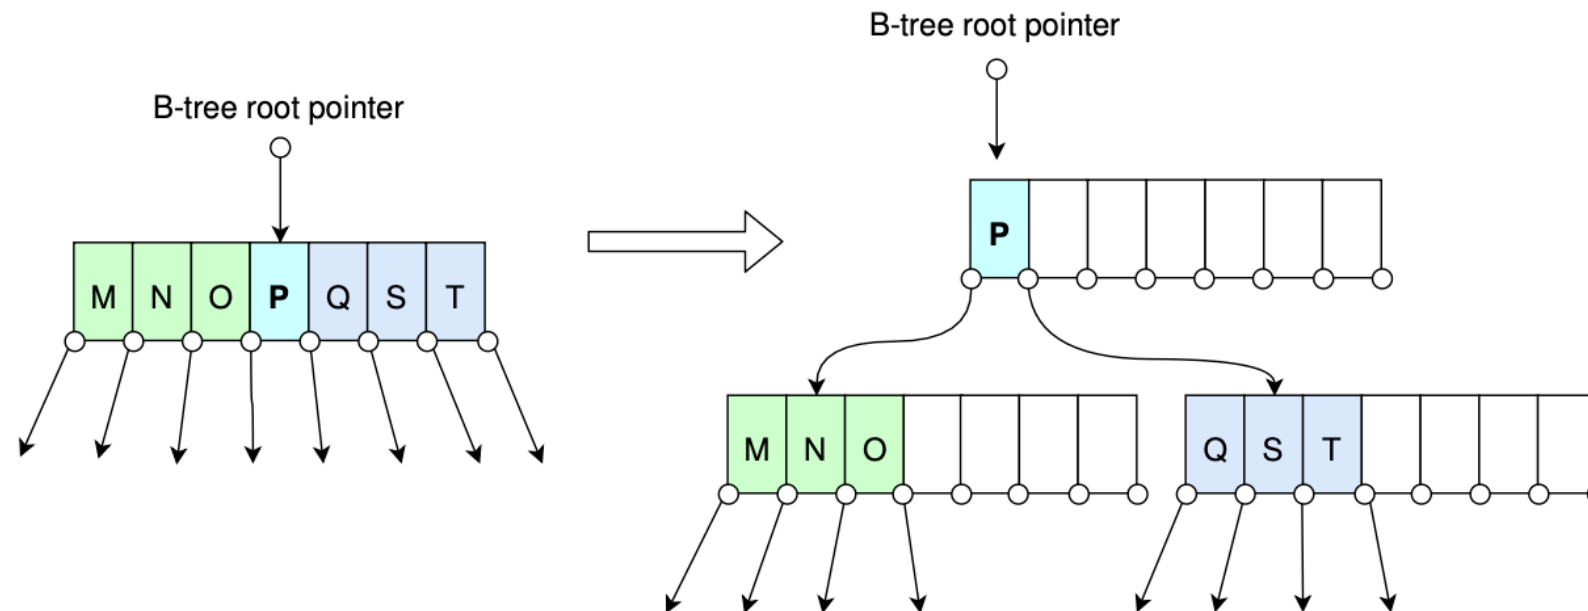 B-tree root pointer
M N O P Q S T
B-tree root pointer
P
M N O
Q S T